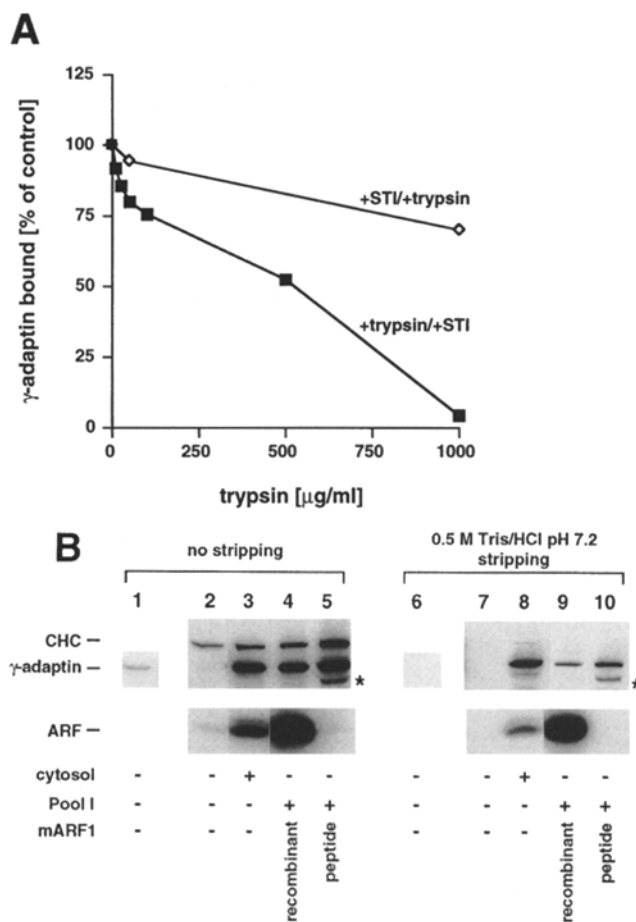 A
γ-adaptin bound [% of control]
125
100
75
50
25
0
+STI/+trypsin
+trypsin/+STI
0 250 500 750 1000
trypsin [μg/ml]
B
no stripping
0.5 M Tris/HCl pH 7.2
stripping
1 2 3 4 5 6 7 8 9 10
CHC
γ-adaptin
* *
ARF
cytosol - - + - - - - + - -
Pool I - - - + + - - - + +
mARF1 - - - recombinant peptide - - - recombinant peptide